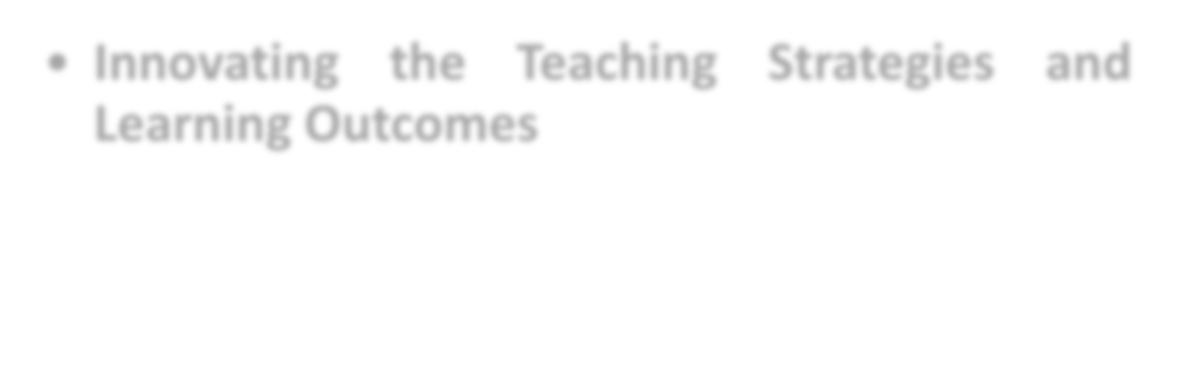 • Innovating the Teaching Strategies and
Learning Outcomes